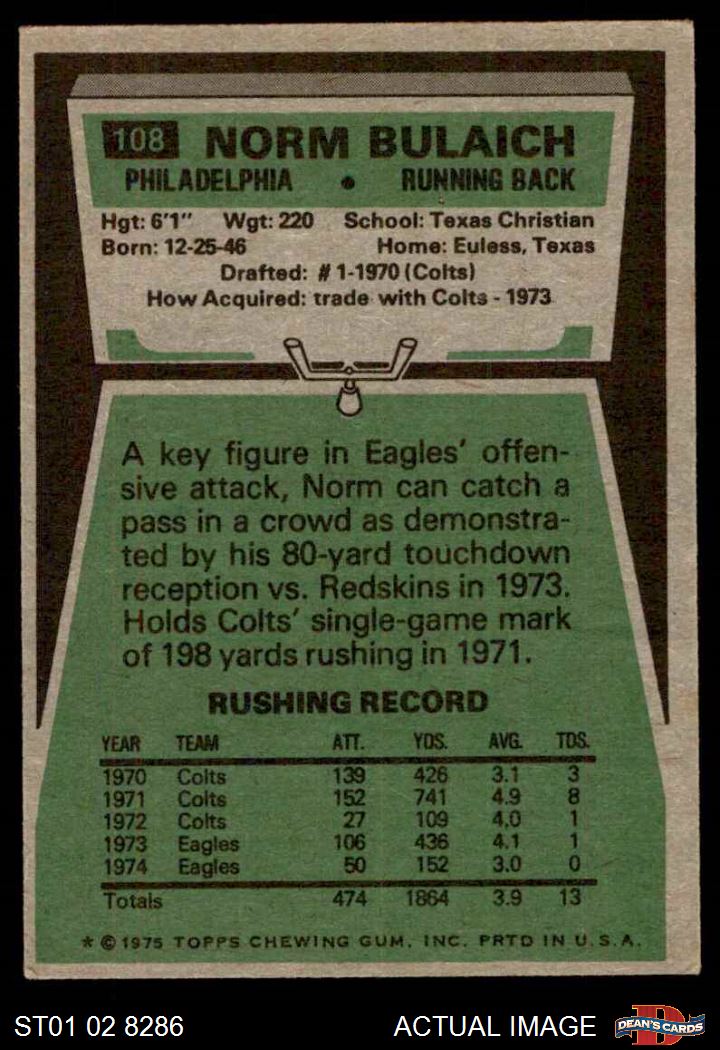 108 NORM BULAICH
PHILADELPHIA • RUNNING BACK
Hgt: 6'1" Wgt: 220 School: Texas Christian
Born: 12-25-46 Home: Euless, Texas
Drafted: #1-1970 (Colts)
How Acquired: trade with Colts - 1973
A key figure in Eagles' offen-
sive attack, Norm can catch a
pass in a crowd as demonstra-
ted by his 80-yard touchdown
reception vs. Redskins in 1973.
Holds Colts' single-game mark
of 198 yards rushing in 1971.
RUSHING RECORD
YEAR TEAM ATT. YDS. AVG. TDS.
1970 Colts 139 426 3.1 3
1971 Colts 152 741 4.9 8
1972 Colts 27 109 4.0 1
1973 Eagles 106 436 4.1 1
1974 Eagles 50 152 3.0 0
Totals 474 1864 3.9 13
* © 1975 TOPPS CHEWING GUM, INC. PRTD IN U.S.A.
ST01 02 8286 ACTUAL IMAGE D DEAN'S CARDS